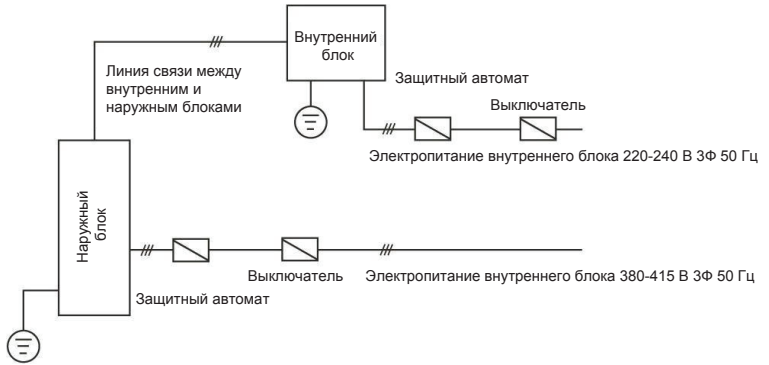 Внутренний
блок
Линия связи между
внутренним и
наружным блоками
Защитный автомат
Выключатель
Электропитание внутреннего блока 220-240 В 3Ф 50 Гц
Наружный
блок
Выключатель
Электропитание внутреннего блока 380-415 В 3Ф 50 Гц
Защитный автомат